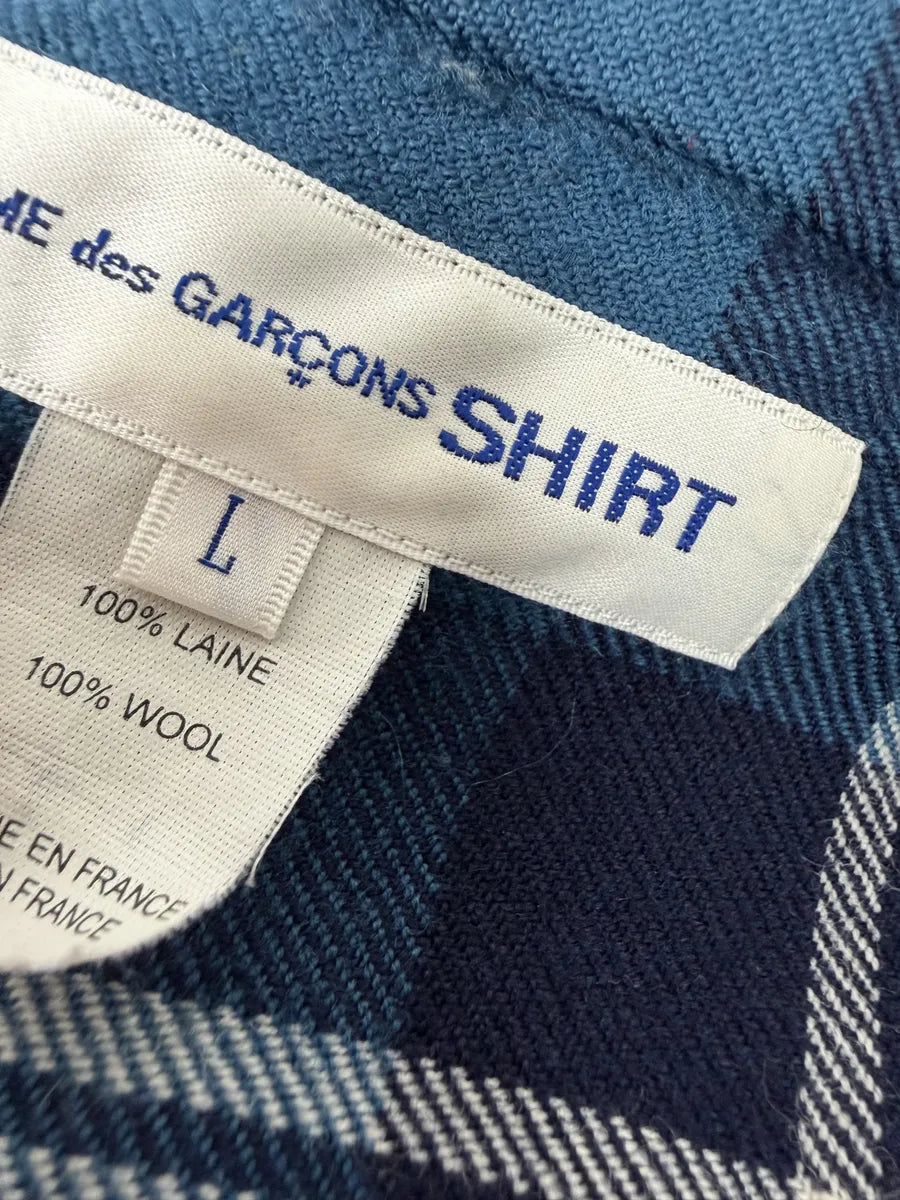 ME des GARÇONS SHIRT
L
100% LAINE
100% WOOL
E EN FRANCE
N FRANCE